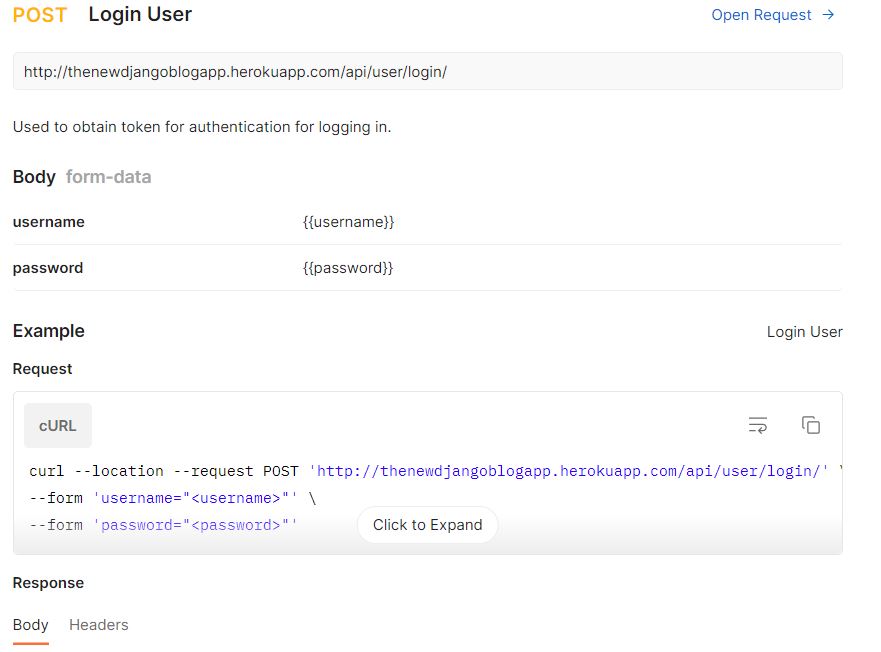 POST Login User Open Request →
http://thenewdjangoblogapp.herokuapp.com/api/user/login/
Used to obtain token for authentication for logging in.
Body form-data
username {{username}}
password {{password}}
Example Login User
Request
cURL
curl --location --request POST 'http://thenewdjangoblogapp.herokuapp.com/api/user/login/' \
--form 'username="<username>"' \
--form 'password="<password>"' Click to Expand
Response
Body Headers